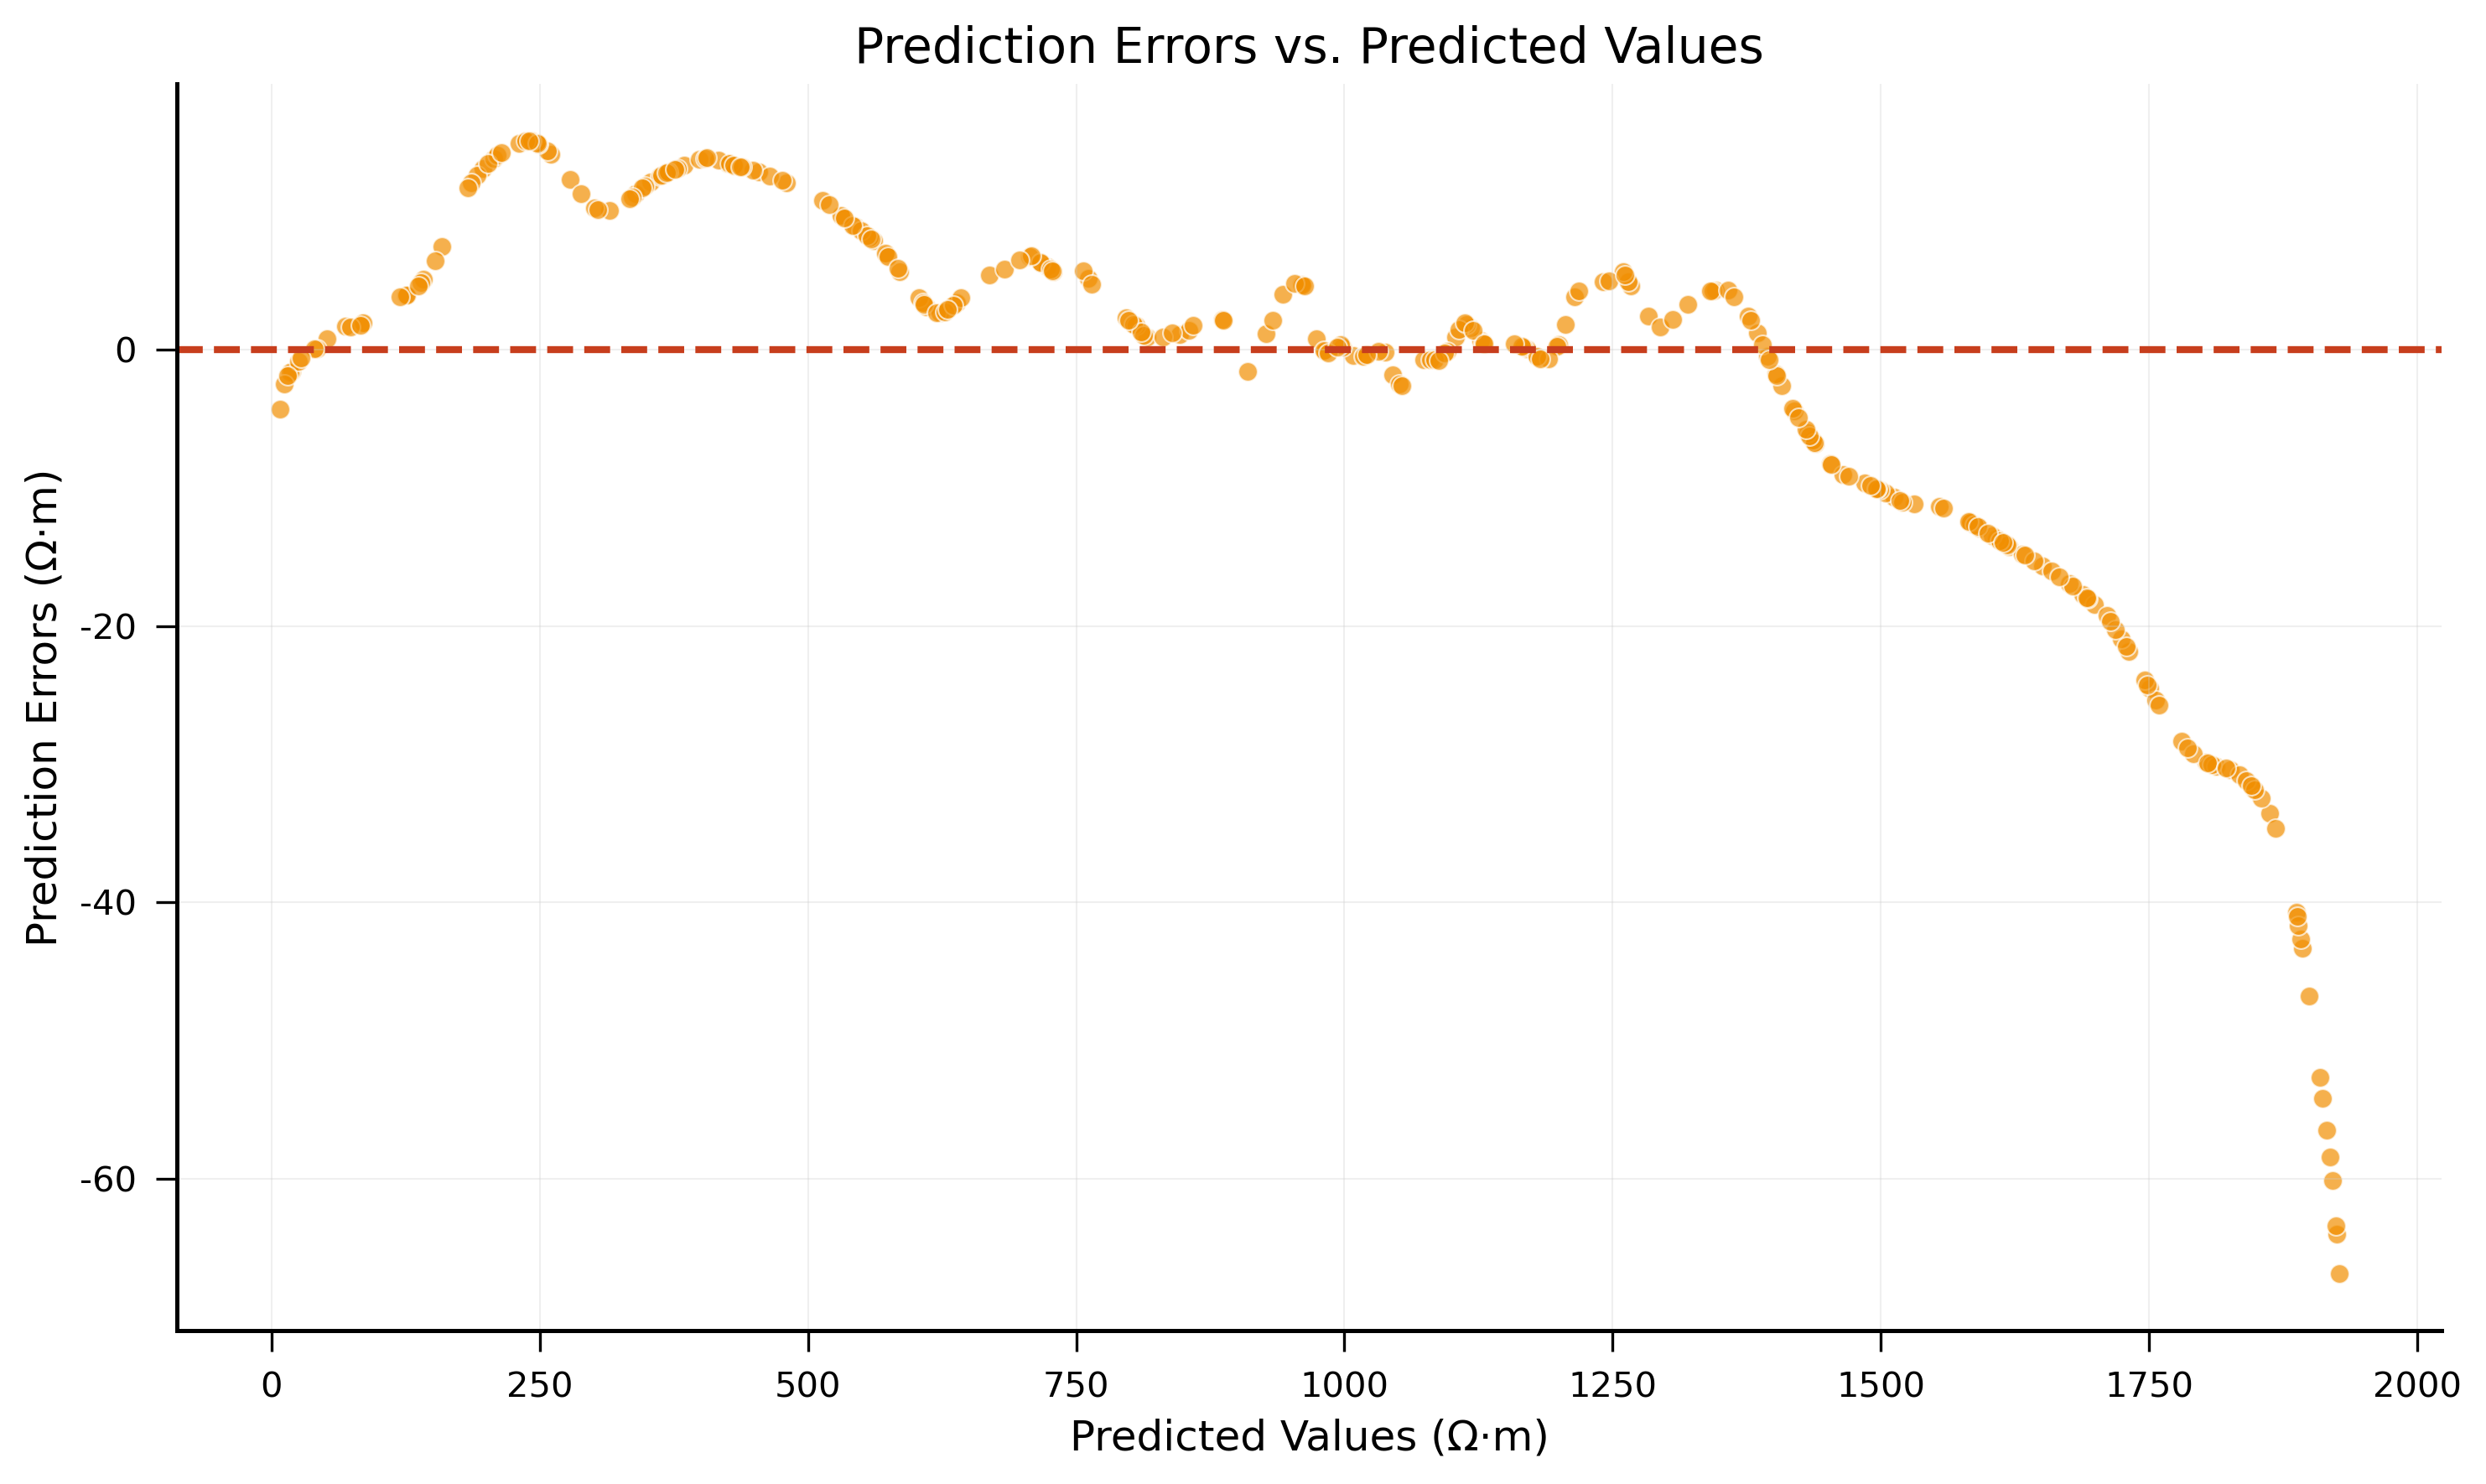 Prediction Errors vs. Predicted Values
Prediction Errors (Ω·m)
0
-20
-40
-60
0 250 500 750 1000 1250 1500 1750 2000
Predicted Values (Ω·m)